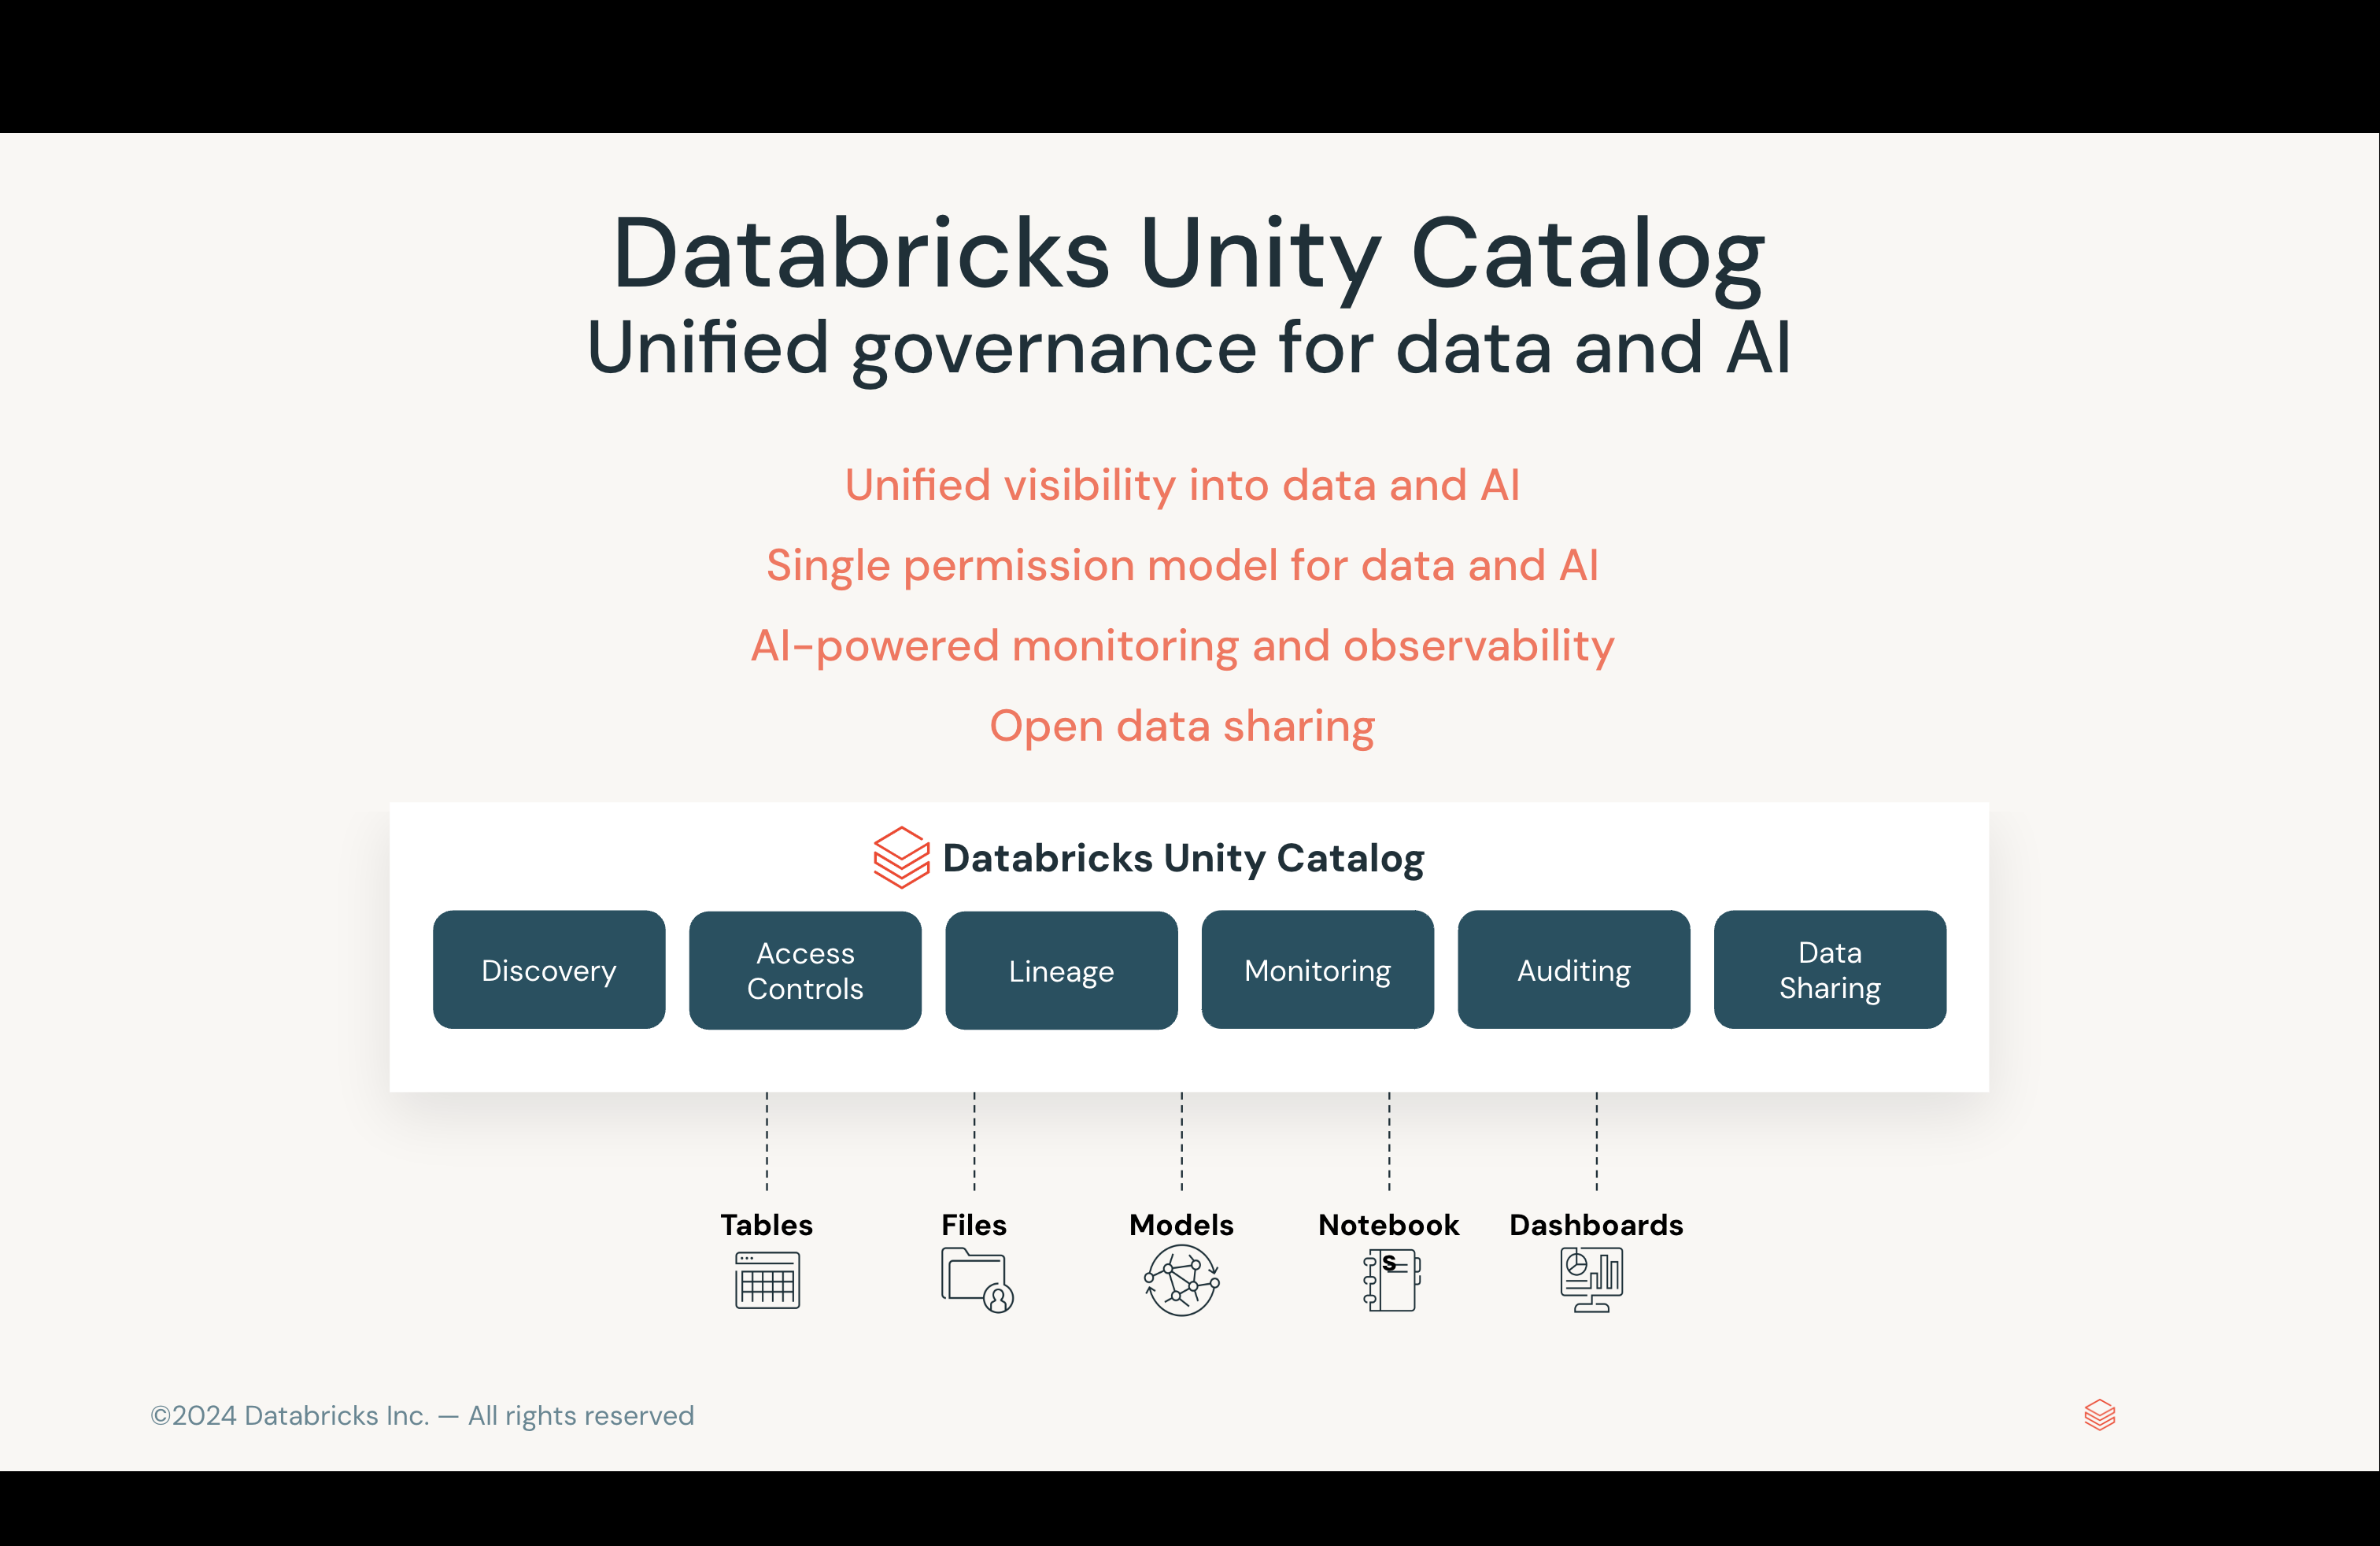 Databricks Unity Catalog
Unified governance for data and AI
Unified visibility into data and AI
Single permission model for data and AI
AI-powered monitoring and observability
Open data sharing
Databricks Unity Catalog
Discovery
Access
Controls
Lineage
Monitoring
Auditing
Data
Sharing
Tables
Files
Models
Notebook
s
Dashboards
©2024 Databricks Inc. — All rights reserved